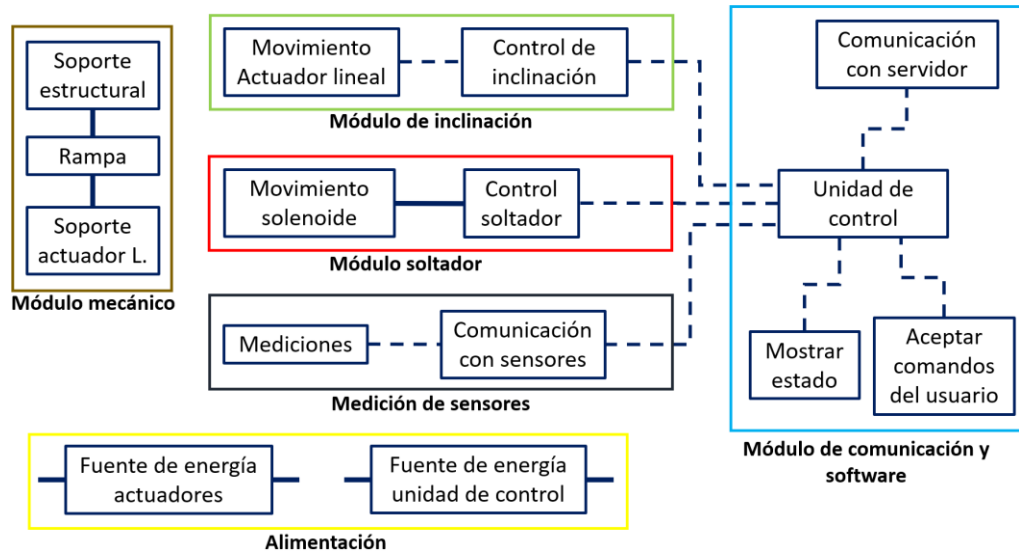 Soporte
estructural
Rampa
Soporte
actuador L.
Módulo mecánico
Movimiento
Actuador lineal
Control de
inclinación
Módulo de inclinación
Movimiento
solenoide
Control
soltador
Módulo soltador
Mediciones
Comunicación
con sensores
Medición de sensores
Comunicación
con servidor
Unidad de
control
Mostrar
estado
Aceptar
comandos
del usuario
Módulo de comunicación y
software
Fuente de energía
actuadores
Fuente de energía
unidad de control
Alimentación